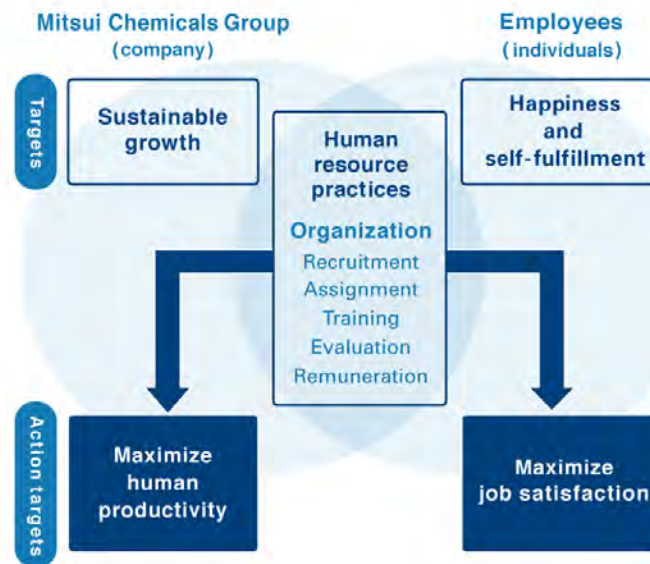 Mitsui Chemicals Group
(company)
Employees
(individuals)
Targets
Sustainable
growth
Human
resource
practices
Organization
Recruitment
Assignment
Training
Evaluation
Remuneration
Happiness
and
self-fulfillment
Action targets
Maximize
human
productivity
Maximize
job satisfaction